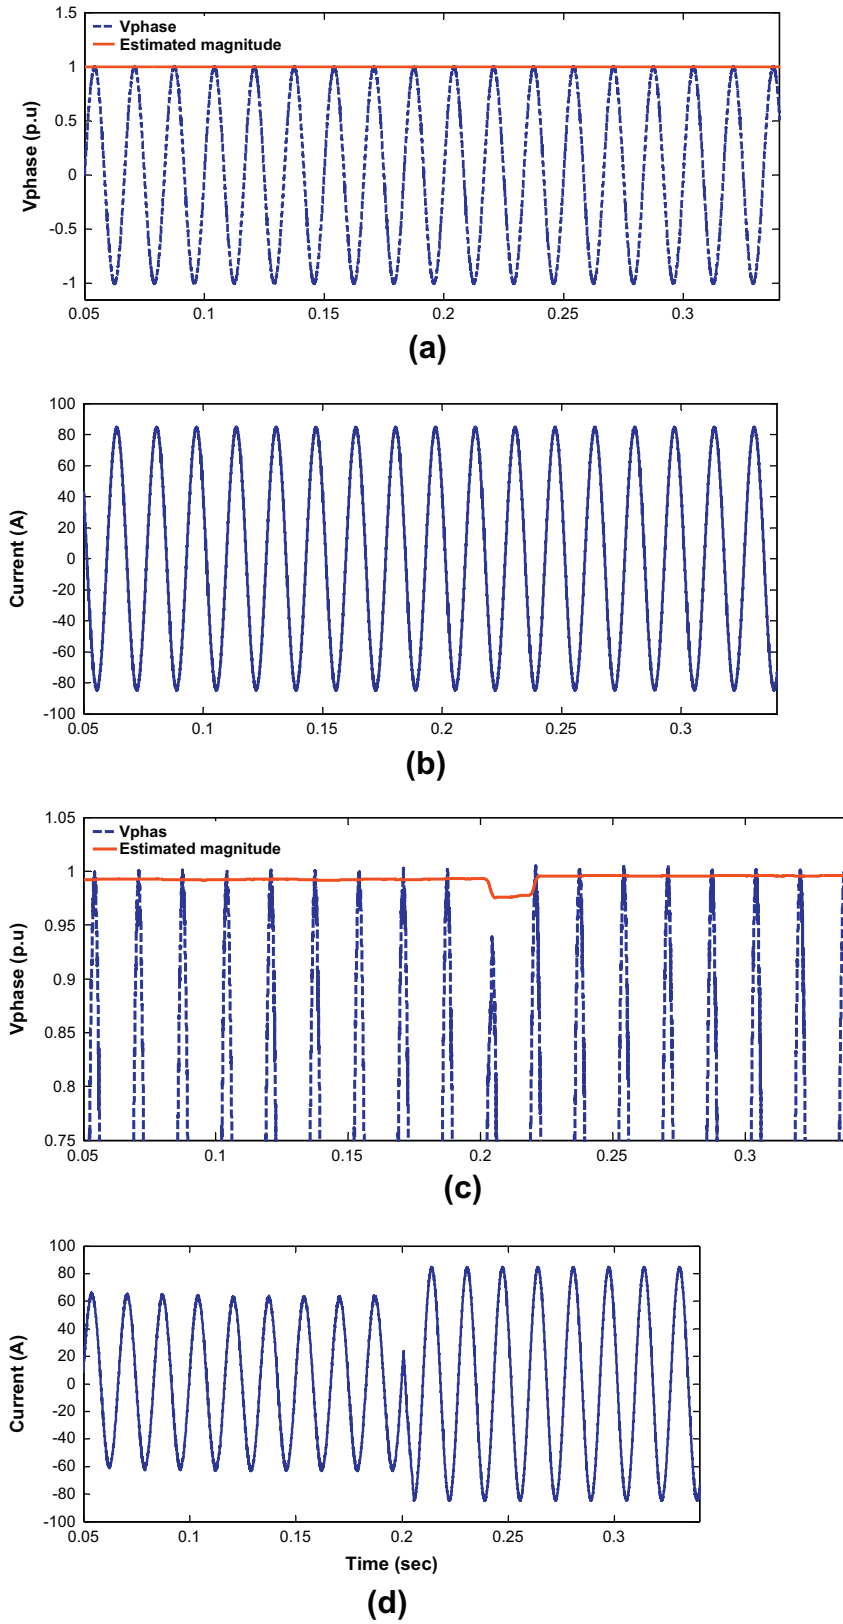 1.5
Vphase
Estimated magnitude
1
0.5
0
-0.5
-1
Vphase (p.u)
0.05 0.1 0.15 0.2 0.25 0.3
(a)
100
80
60
40
20
0
-20
-40
-60
-80
-100
Current (A)
0.05 0.1 0.15 0.2 0.25 0.3
(b)
1.05
Vphas
Estimated magnitude
1
0.95
0.9
0.85
0.8
0.75
Vphase (p.u)
0.05 0.1 0.15 0.2 0.25 0.3
(c)
100
80
60
40
20
0
-20
-40
-60
-80
-100
Current (A)
0.05 0.1 0.15 0.2 0.25 0.3
Time (sec)
(d)